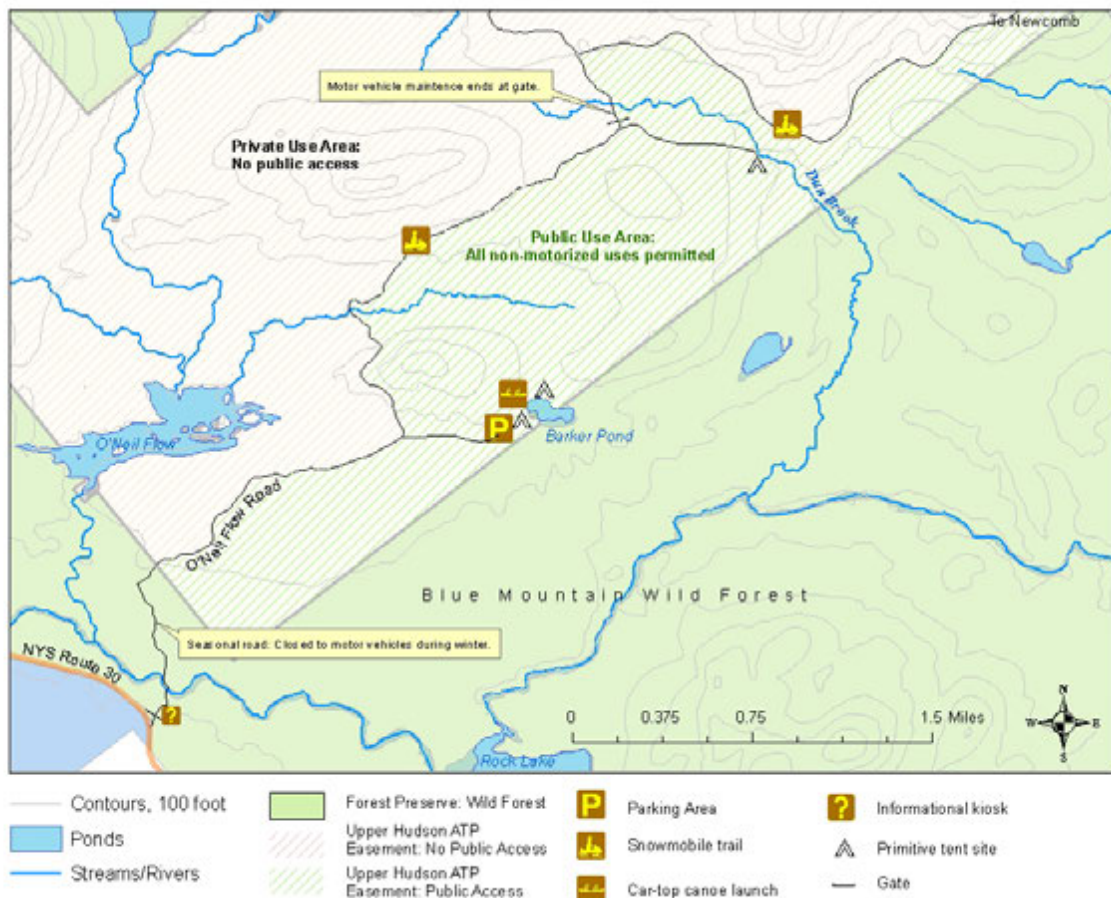 To Newcomb
Motor vehicle maintence ends at gate.
Private Use Area:
No public access
Dun Brook
Public Use Area:
All non-motorized uses permitted
O'Neil Flow
Barker Pond
O'Neil Flow Road
Blue Mountain Wild Forest
Seasonal road: Closed to motor vehicles during winter.
NYS Route 30
?
P
Rock Lake
0 0.375 0.75 1.5 Miles
N
W E
S
Contours, 100 foot
Ponds
Streams/Rivers
Forest Preserve: Wild Forest
Upper Hudson ATP
Easement: No Public Access
Upper Hudson ATP
Easement: Public Access
P Parking Area
Snowmobile trail
Car-top canoe launch
? Informational kiosk
Primitive tent site
Gate